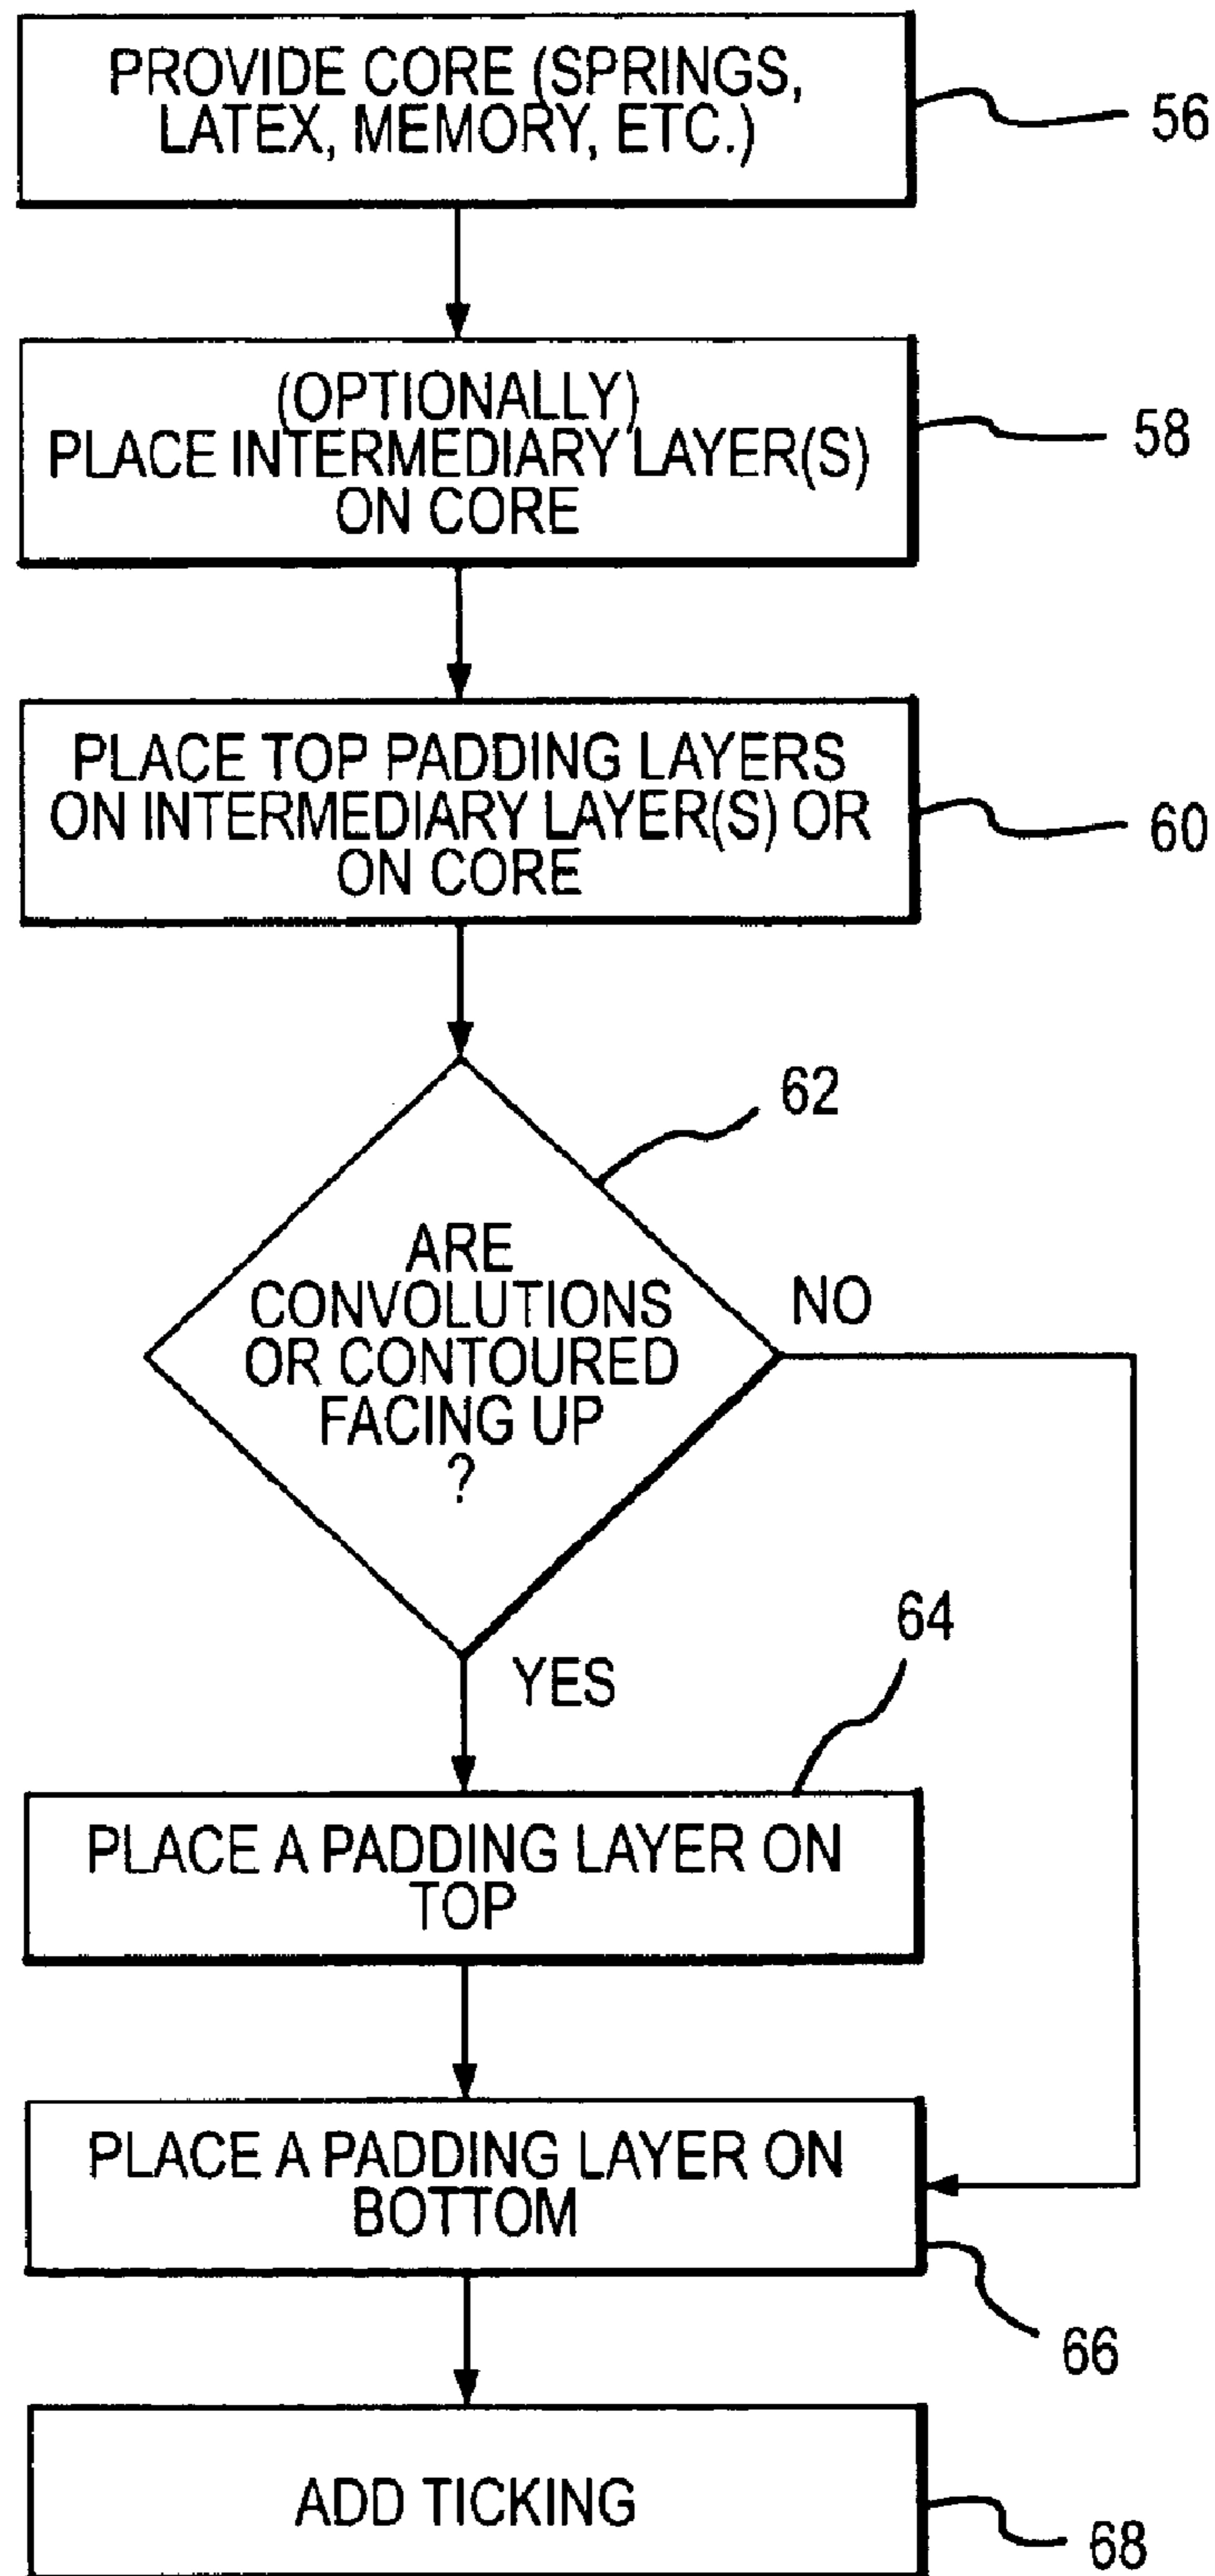 PROVIDE CORE (SPRINGS,
LATEX, MEMORY, ETC.)
56
(OPTIONALLY)
PLACE INTERMEDIARY LAYER(S)
ON CORE
58
PLACE TOP PADDING LAYERS
ON INTERMEDIARY LAYER(S) OR
ON CORE
60
62
ARE
CONVOLUTIONS
OR CONTOURED
FACING UP
?
NO
YES
64
PLACE A PADDING LAYER ON
TOP
PLACE A PADDING LAYER ON
BOTTOM
66
ADD TICKING
68